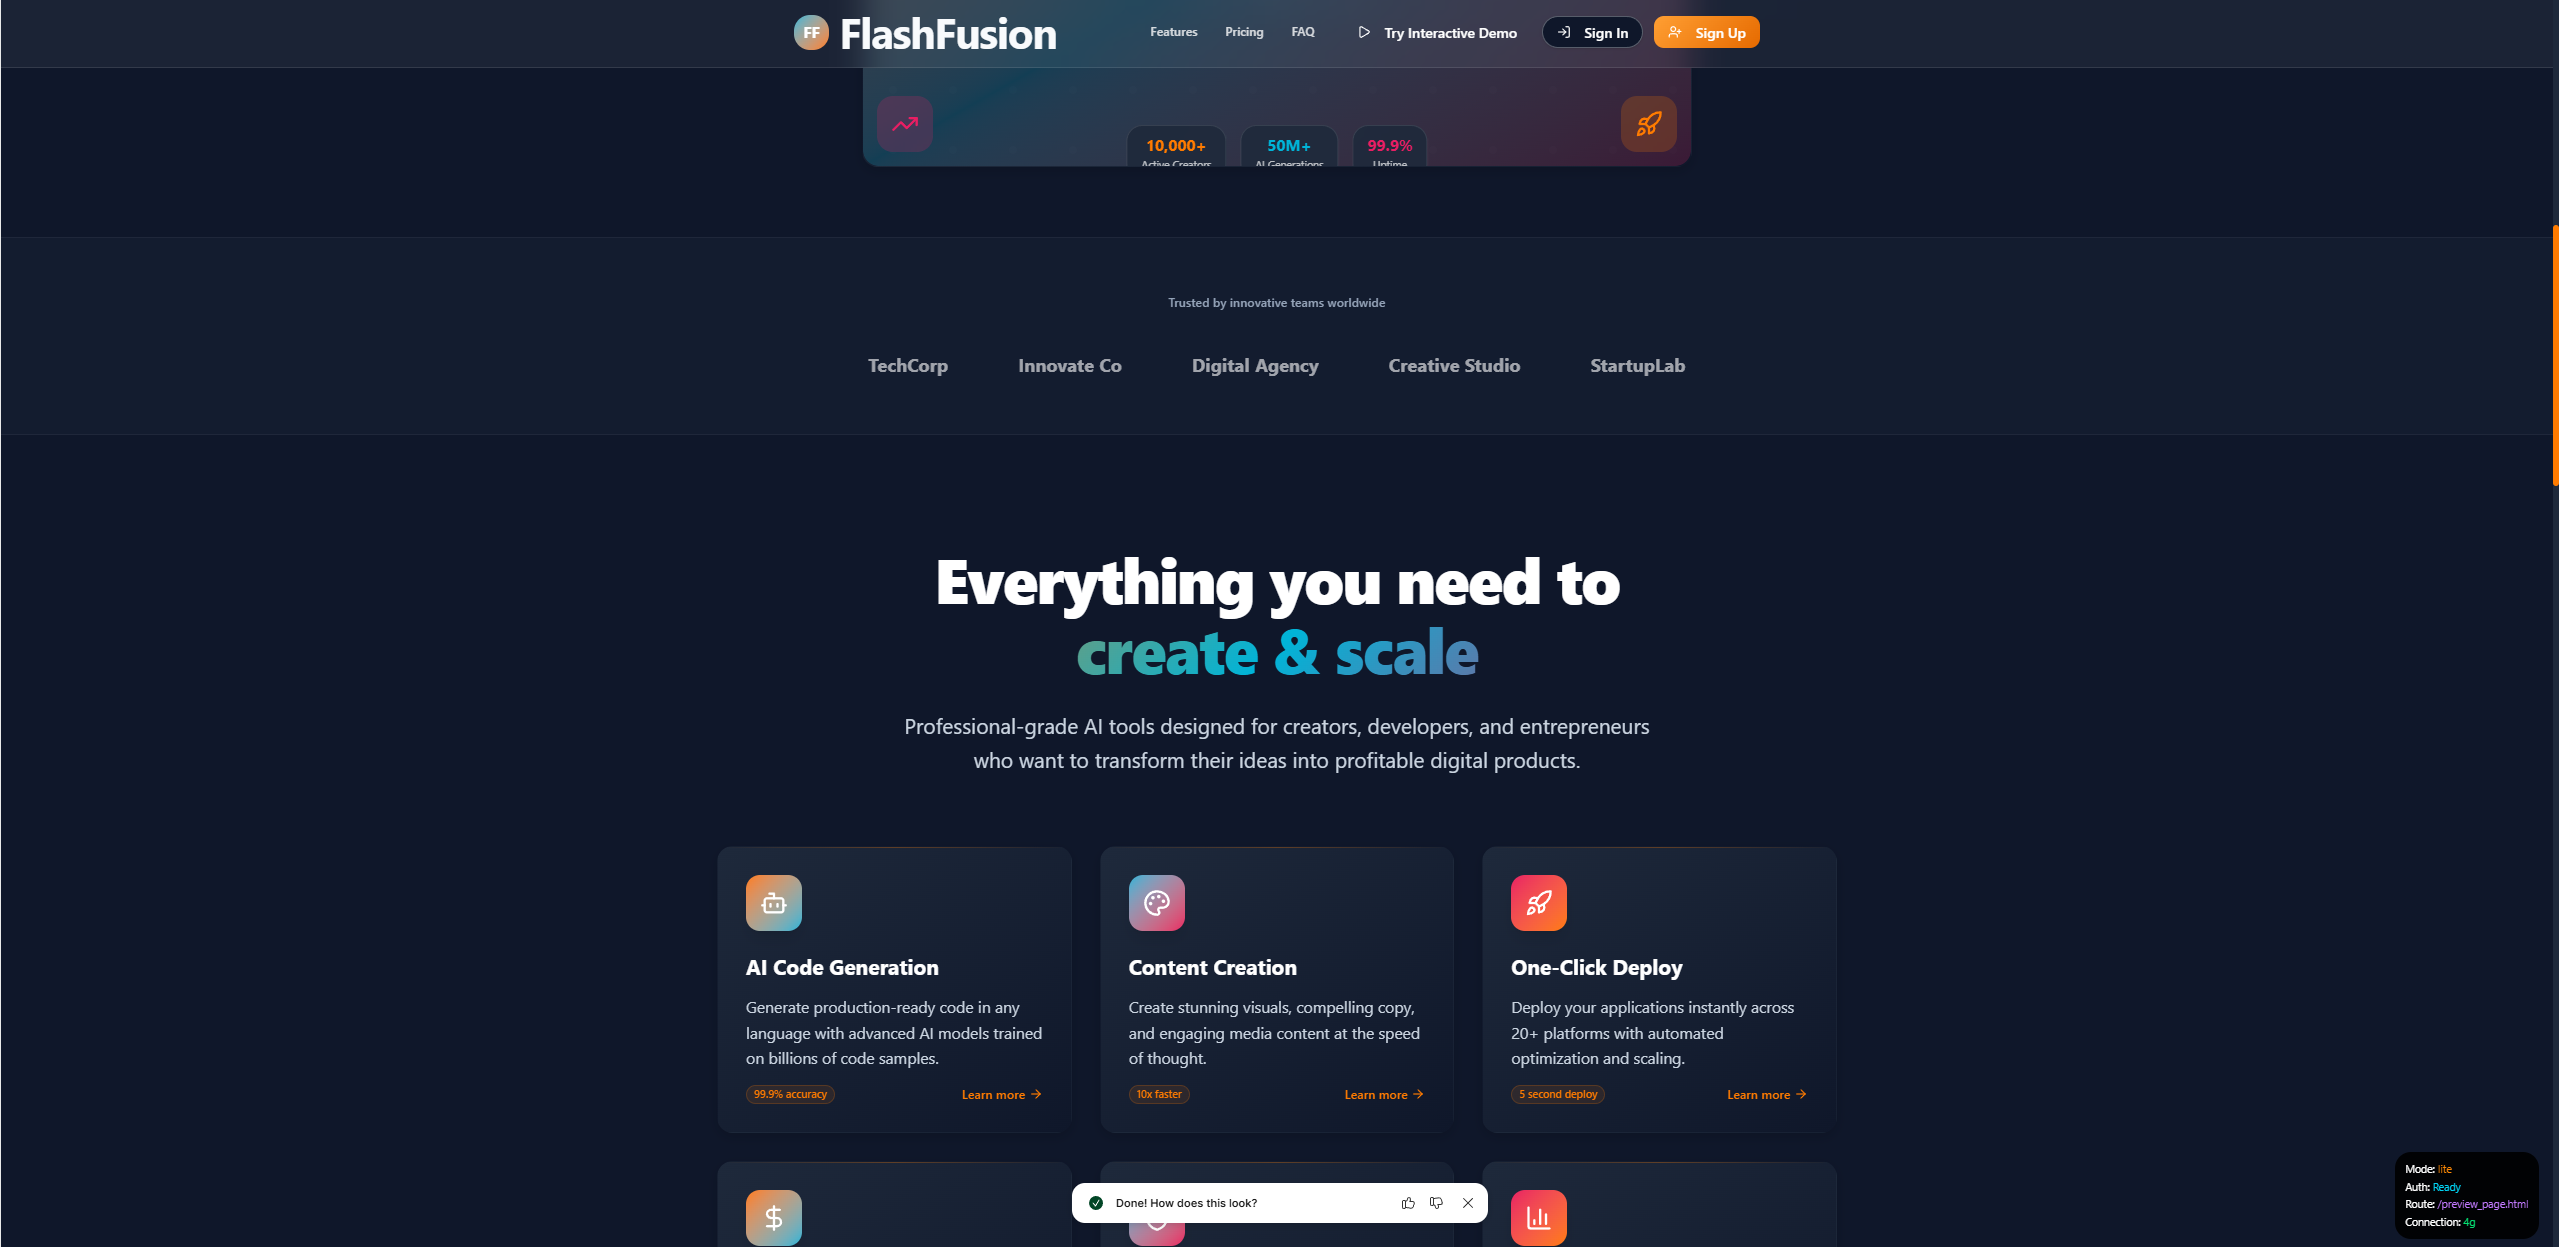 FF FlashFusion Features Pricing FAQ Try Interactive Demo Sign In Sign Up
10,000+ 50M+ 99.9%
Active Creators AI Generations Uptime
Trusted by innovative teams worldwide
TechCorp Innovate Co Digital Agency Creative Studio StartupLab
Everything you need to
create & scale
Professional-grade AI tools designed for creators, developers, and entrepreneurs
who want to transform their ideas into profitable digital products.
AI Code Generation
Generate production-ready code in any
language with advanced AI models trained
on billions of code samples.
99.9% accuracy Learn more
Content Creation
Create stunning visuals, compelling copy,
and engaging media content at the speed
of thought.
10x faster Learn more
One-Click Deploy
Deploy your applications instantly across
20+ platforms with automated
optimization and scaling.
5 second deploy Learn more
Done! How does this look?
Mode: lite
Auth: Ready
Route: /preview_page.html
Connection: 4g